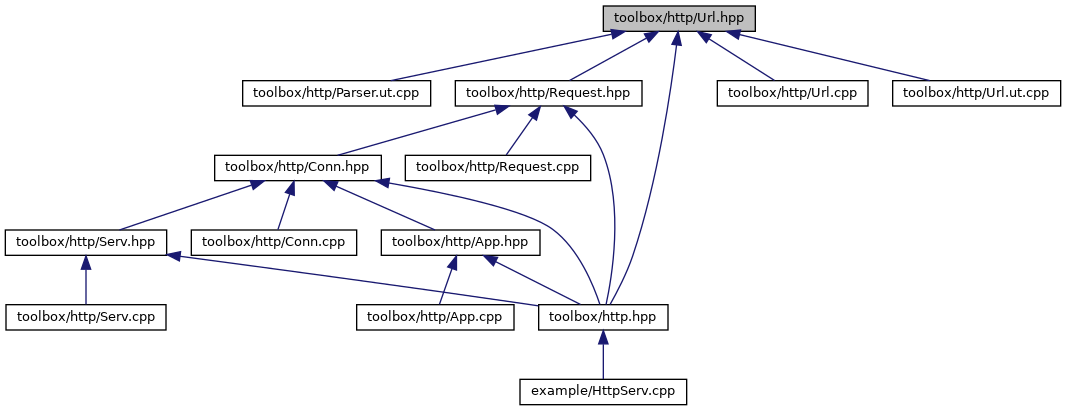 toolbox/http/Url.hpp
toolbox/http/Parser.ut.cpp
toolbox/http/Request.hpp
toolbox/http/Url.cpp
toolbox/http/Url.ut.cpp
toolbox/http/Conn.hpp
toolbox/http/Request.cpp
toolbox/http/Serv.hpp
toolbox/http/Conn.cpp
toolbox/http/App.hpp
toolbox/http/Serv.cpp
toolbox/http/App.cpp
toolbox/http.hpp
example/HttpServ.cpp